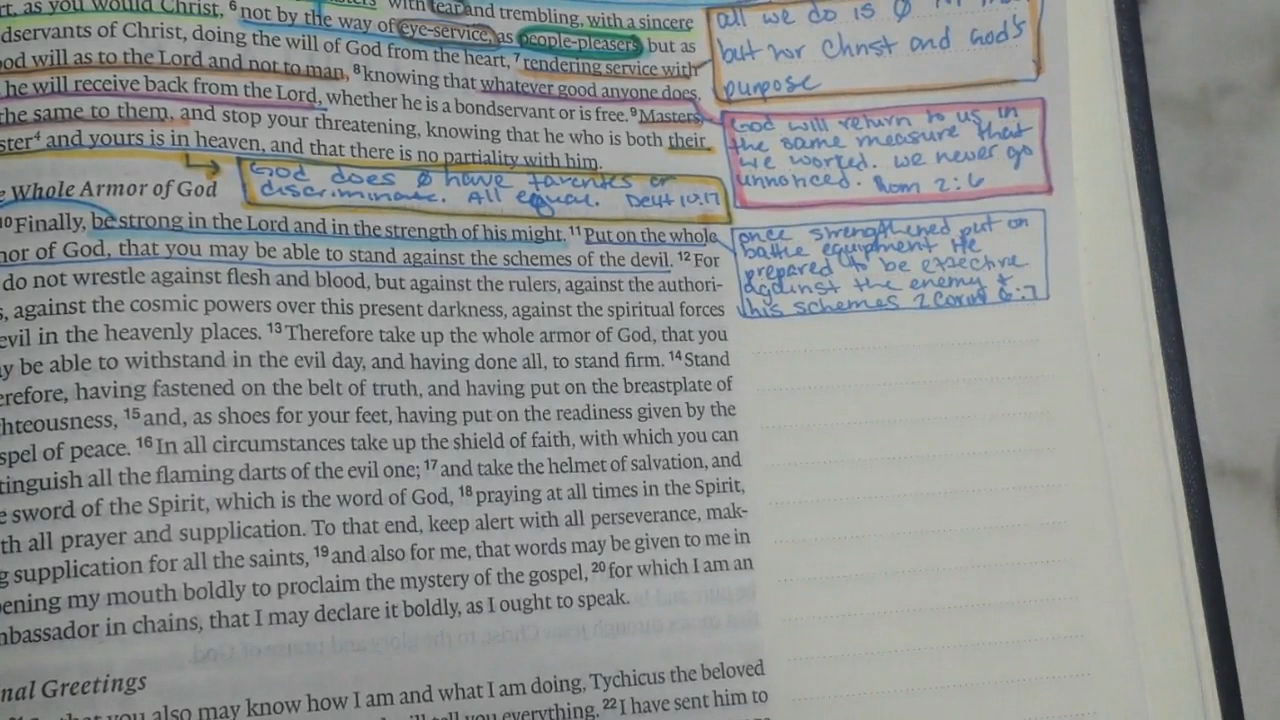 rt, as you would Christ, 6 not by the way of eye-service, as people-pleasers, but as
with fear and trembling, with a sincere
dservants of Christ, doing the will of God from the heart, 7 rendering service with
ood will as to the Lord and not to man, 8 knowing that whatever good anyone does,
he will receive back from the Lord, whether he is a bondservant or is free. 9 Masters,
the same to them, and stop your threatening, knowing that he who is both their
ster4 and yours is in heaven, and that there is no partiality with him.
all we do is Ø
but for Christ and God's
purpose
God will return to us in
the same measure that
we worked. we never go
unnoticed. Rom 2:6
God does Ø have favorites or
discriminate. All equal. Deut 10:17
e Whole Armor of God
10 Finally, be strong in the Lord and in the strength of his might. 11 Put on the whole
mor of God, that you may be able to stand against the schemes of the devil. 12 For
do not wrestle against flesh and blood, but against the rulers, against the authori-
s, against the cosmic powers over this present darkness, against the spiritual forces
evil in the heavenly places. 13 Therefore take up the whole armor of God, that you
y be able to withstand in the evil day, and having done all, to stand firm. 14 Stand
erefore, having fastened on the belt of truth, and having put on the breastplate of
hteousness, 15 and, as shoes for your feet, having put on the readiness given by the
spel of peace. 16 In all circumstances take up the shield of faith, with which you can
tinguish all the flaming darts of the evil one; 17 and take the helmet of salvation, and
e sword of the Spirit, which is the word of God, 18 praying at all times in the Spirit,
th all prayer and supplication. To that end, keep alert with all perseverance, mak-
g supplication for all the saints, 19 and also for me, that words may be given to me in
ening my mouth boldly to proclaim the mystery of the gospel, 20 for which I am an
mbassador in chains, that I may declare it boldly, as I ought to speak.
once strengthened put on
battle equipment
prepared to be effective
against the enemy &
his schemes 2 Corin 6:7
nal Greetings
that you also may know how I am and what I am doing, Tychicus the beloved
you everything. 22 I have sent him to